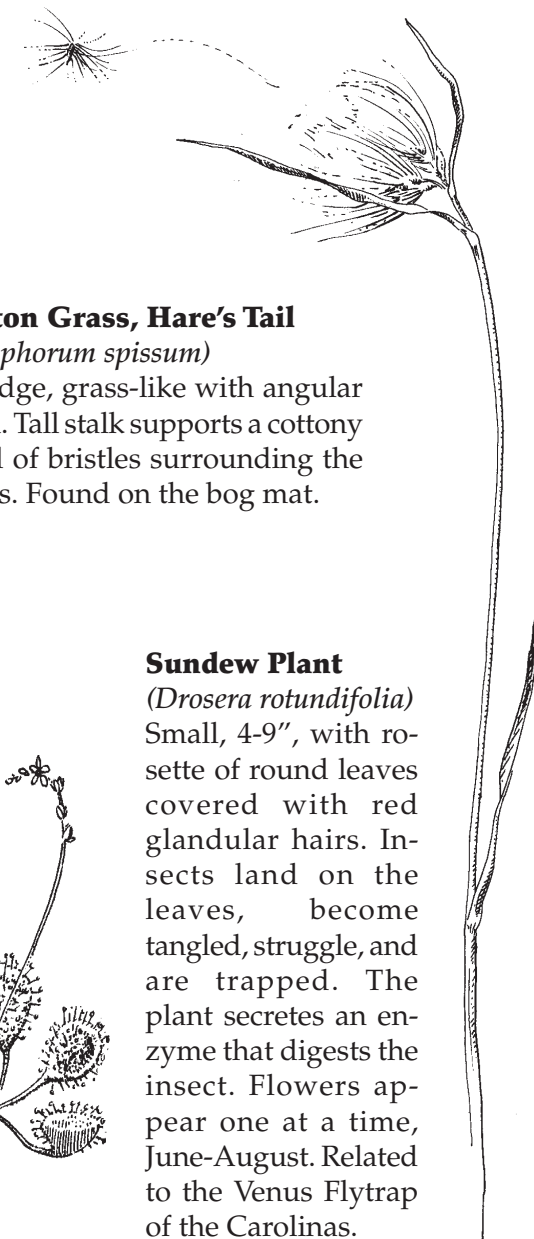 ton Grass, Hare’s Tail
phorum spissum)
dge, grass-like with angular
. Tall stalk supports a cottony
l of bristles surrounding the
s. Found on the bog mat.
Sundew Plant
(Drosera rotundifolia)
Small, 4-9”, with ro-
sette of round leaves
covered with red
glandular hairs. In-
sects land on the
leaves, become
tangled, struggle, and
are trapped. The
plant secretes an en-
zyme that digests the
insect. Flowers ap-
pear one at a time,
June-August. Related
to the Venus Flytrap
of the Carolinas.